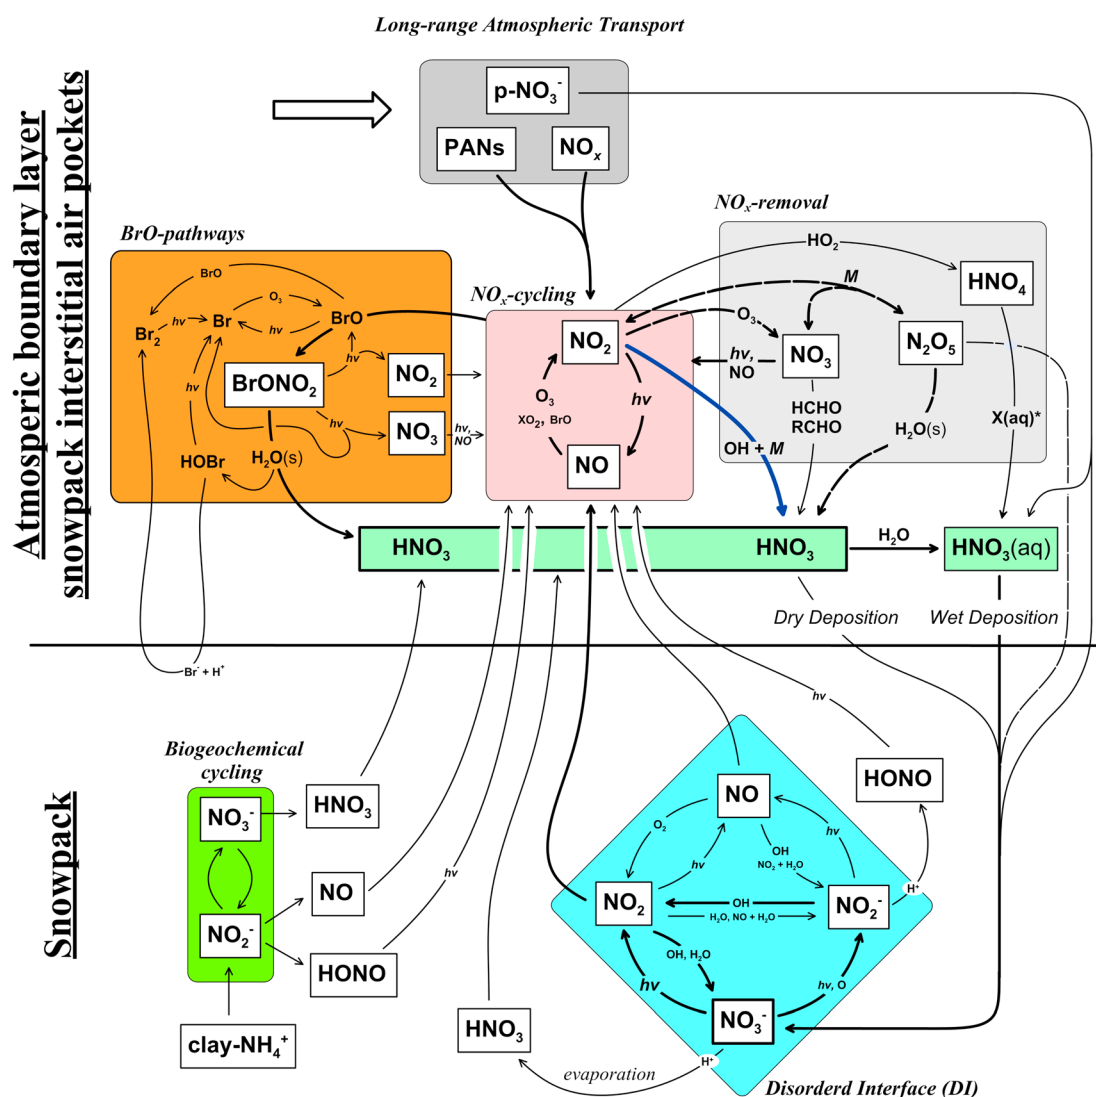 Long-range Atmospheric Transport
p-NO₃⁻
PANs
NOₓ
Atmosperic boundary layer
snowpack interstitial air pockets
NOₓ-removal
BrO-pathways
HO₂
HNO₄
BrO
M
NOₓ-cycling
O₃
Br₂
hv
Br
hv
BrO
NO₂
O₃
NO₃
N₂O₅
hv
hv,
NO
BrONO₂
NO₂
O₃
XO₂, BrO
hv
hv
HCHO
RCHO
X(aq)*
hv
NO₃
hv,
NO
H₂O(s)
OH + M
HOBr
H₂O(s)
NO
HNO₃
HNO₃
H₂O
HNO₃(aq)
Dry Deposition
Wet Deposition
Br⁻ + H⁺
hv
Snowpack
Biogeochemical
cycling
NO₃⁻
HNO₃
NO
HONO
O₂
hv
hv
OH
NO₂ + H₂O
hv
NO
NO₂⁻
HONO
NO₂
OH
H₂O, NO + H₂O
NO₂⁻
H⁺
OH, H₂O
hv
hv, O
clay-NH₄⁺
HNO₃
NO₃⁻
H⁺
evaporation
Disorderd Interface (DI)